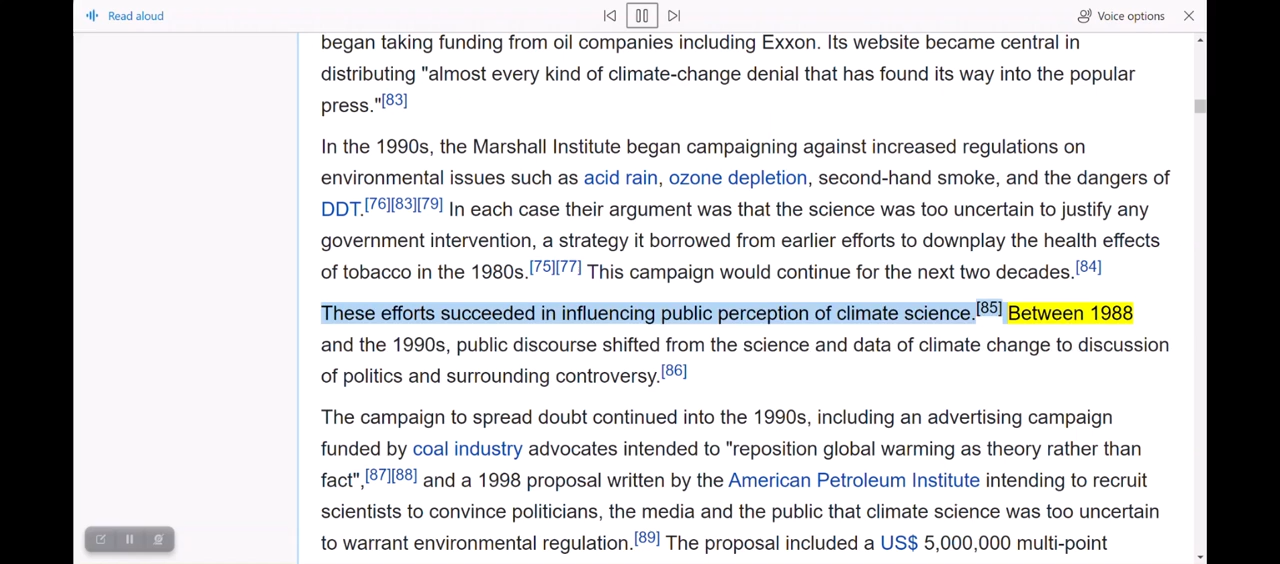 Read aloud
Voice options
began taking funding from oil companies including Exxon. Its website became central in
distributing "almost every kind of climate-change denial that has found its way into the popular
press."[83]
In the 1990s, the Marshall Institute began campaigning against increased regulations on
environmental issues such as acid rain, ozone depletion, second-hand smoke, and the dangers of
DDT.[76][83][79] In each case their argument was that the science was too uncertain to justify any
government intervention, a strategy it borrowed from earlier efforts to downplay the health effects
of tobacco in the 1980s.[75][77] This campaign would continue for the next two decades.[84]
These efforts succeeded in influencing public perception of climate science.[85] Between 1988
and the 1990s, public discourse shifted from the science and data of climate change to discussion
of politics and surrounding controversy.[86]
The campaign to spread doubt continued into the 1990s, including an advertising campaign
funded by coal industry advocates intended to "reposition global warming as theory rather than
fact",[87][88] and a 1998 proposal written by the American Petroleum Institute intending to recruit
scientists to convince politicians, the media and the public that climate science was too uncertain
to warrant environmental regulation.[89] The proposal included a US$ 5,000,000 multi-point